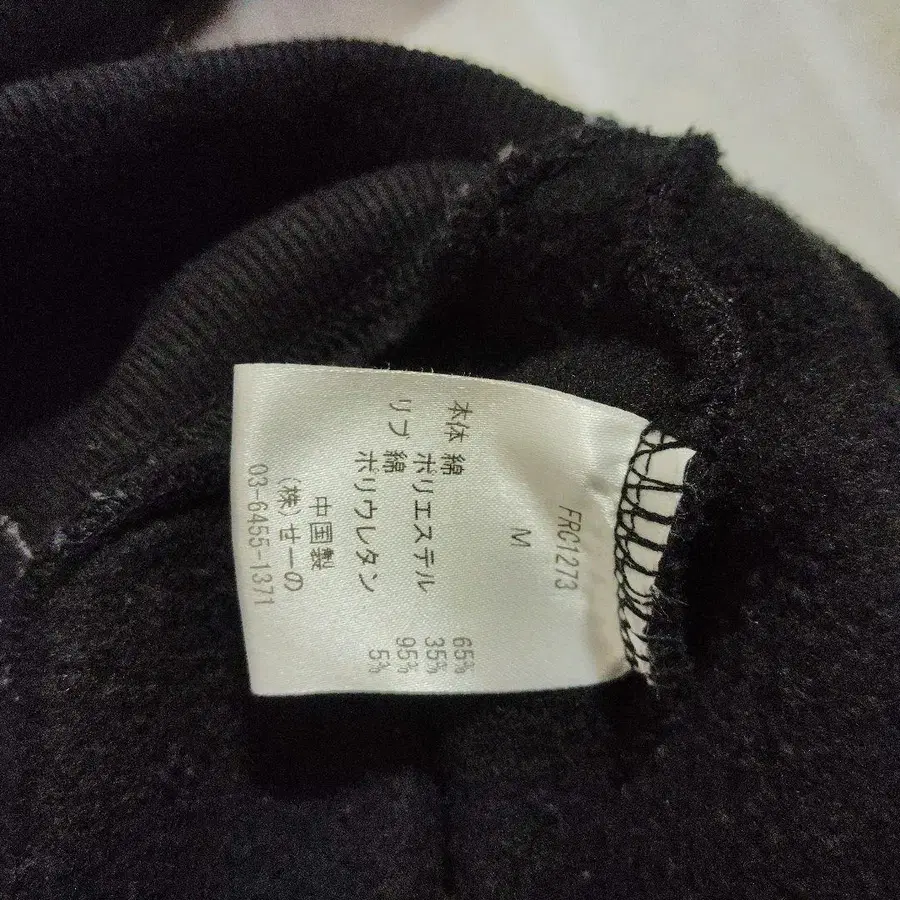 FRC1273
M
本体 綿 65%
ポリエステル 35%
リブ 綿 95%
ポリウレタン 5%
中国製
(株)せーの
03-6455-1371